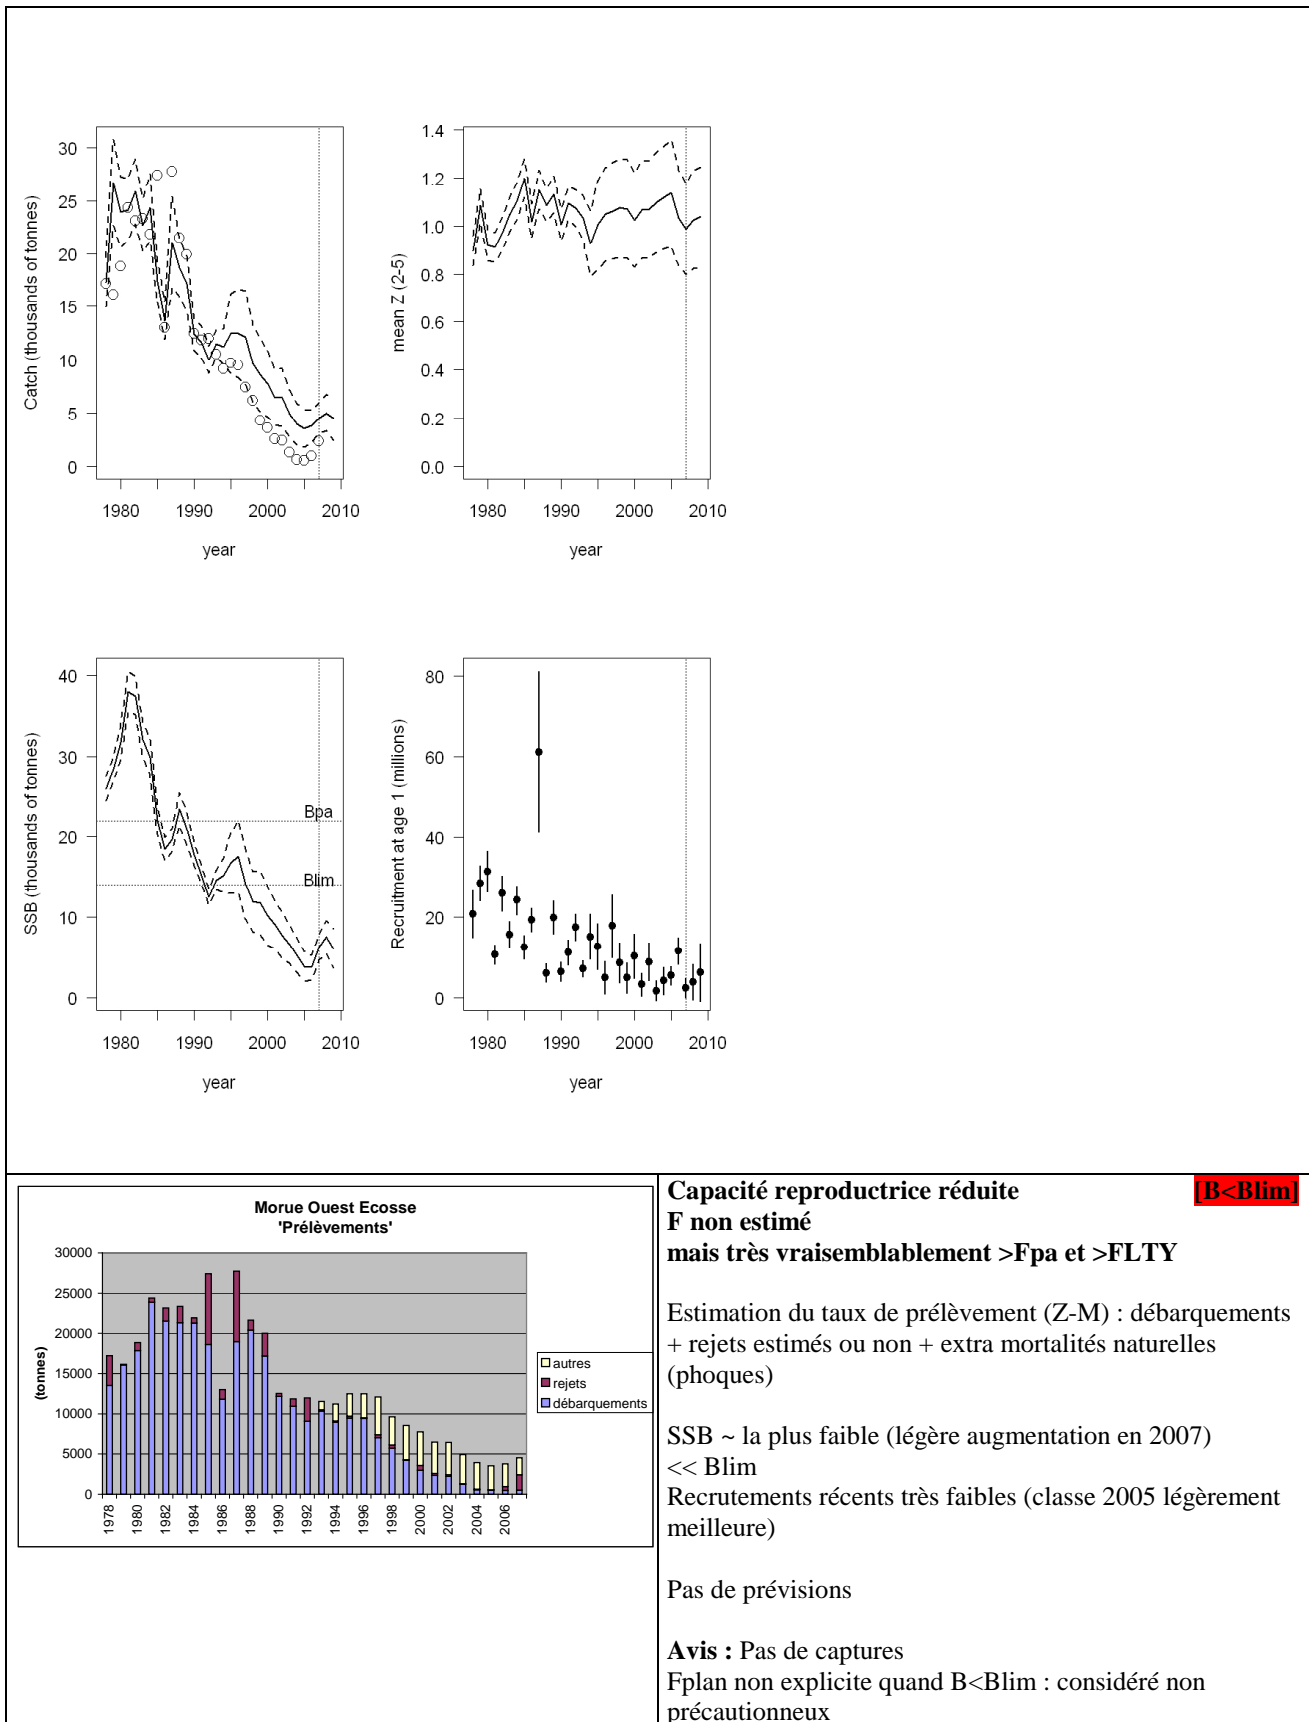 30
25
20
15
10
5
0
Catch (thousands of tonnes)
1980 1990 2000 2010
year
1.4
1.2
1.0
0.8
0.6
0.4
0.2
0.0
mean Z (2-5)
1980 1990 2000 2010
year
40
30
20
10
0
SSB (thousands of tonnes)
Bpa
Blim
1980 1990 2000 2010
year
80
60
40
20
0
Recruitment at age 1 (millions)
1980 1990 2000 2010
year
Morue Ouest Ecosse
'Prélèvements'
30000
25000
20000
15000
10000
5000
0
(tonnes)
1978 1980 1982 1984 1986 1988 1990 1992 1994 1996 1998 2000 2002 2004 2006
autres
rejets
débarquements
Capacité reproductrice réduite [B<Blim]
F non estimé
mais très vraisemblablement >Fpa et >FLTY
Estimation du taux de prélèvement (Z-M) : débarquements
+ rejets estimés ou non + extra mortalités naturelles
(phoques)
SSB ~ la plus faible (légère augmentation en 2007)
<< Blim
Recrutements récents très faibles (classe 2005 légèrement
meilleure)
Pas de prévisions
Avis : Pas de captures
Fplan non explicite quand B<Blim : considéré non
précautionneux